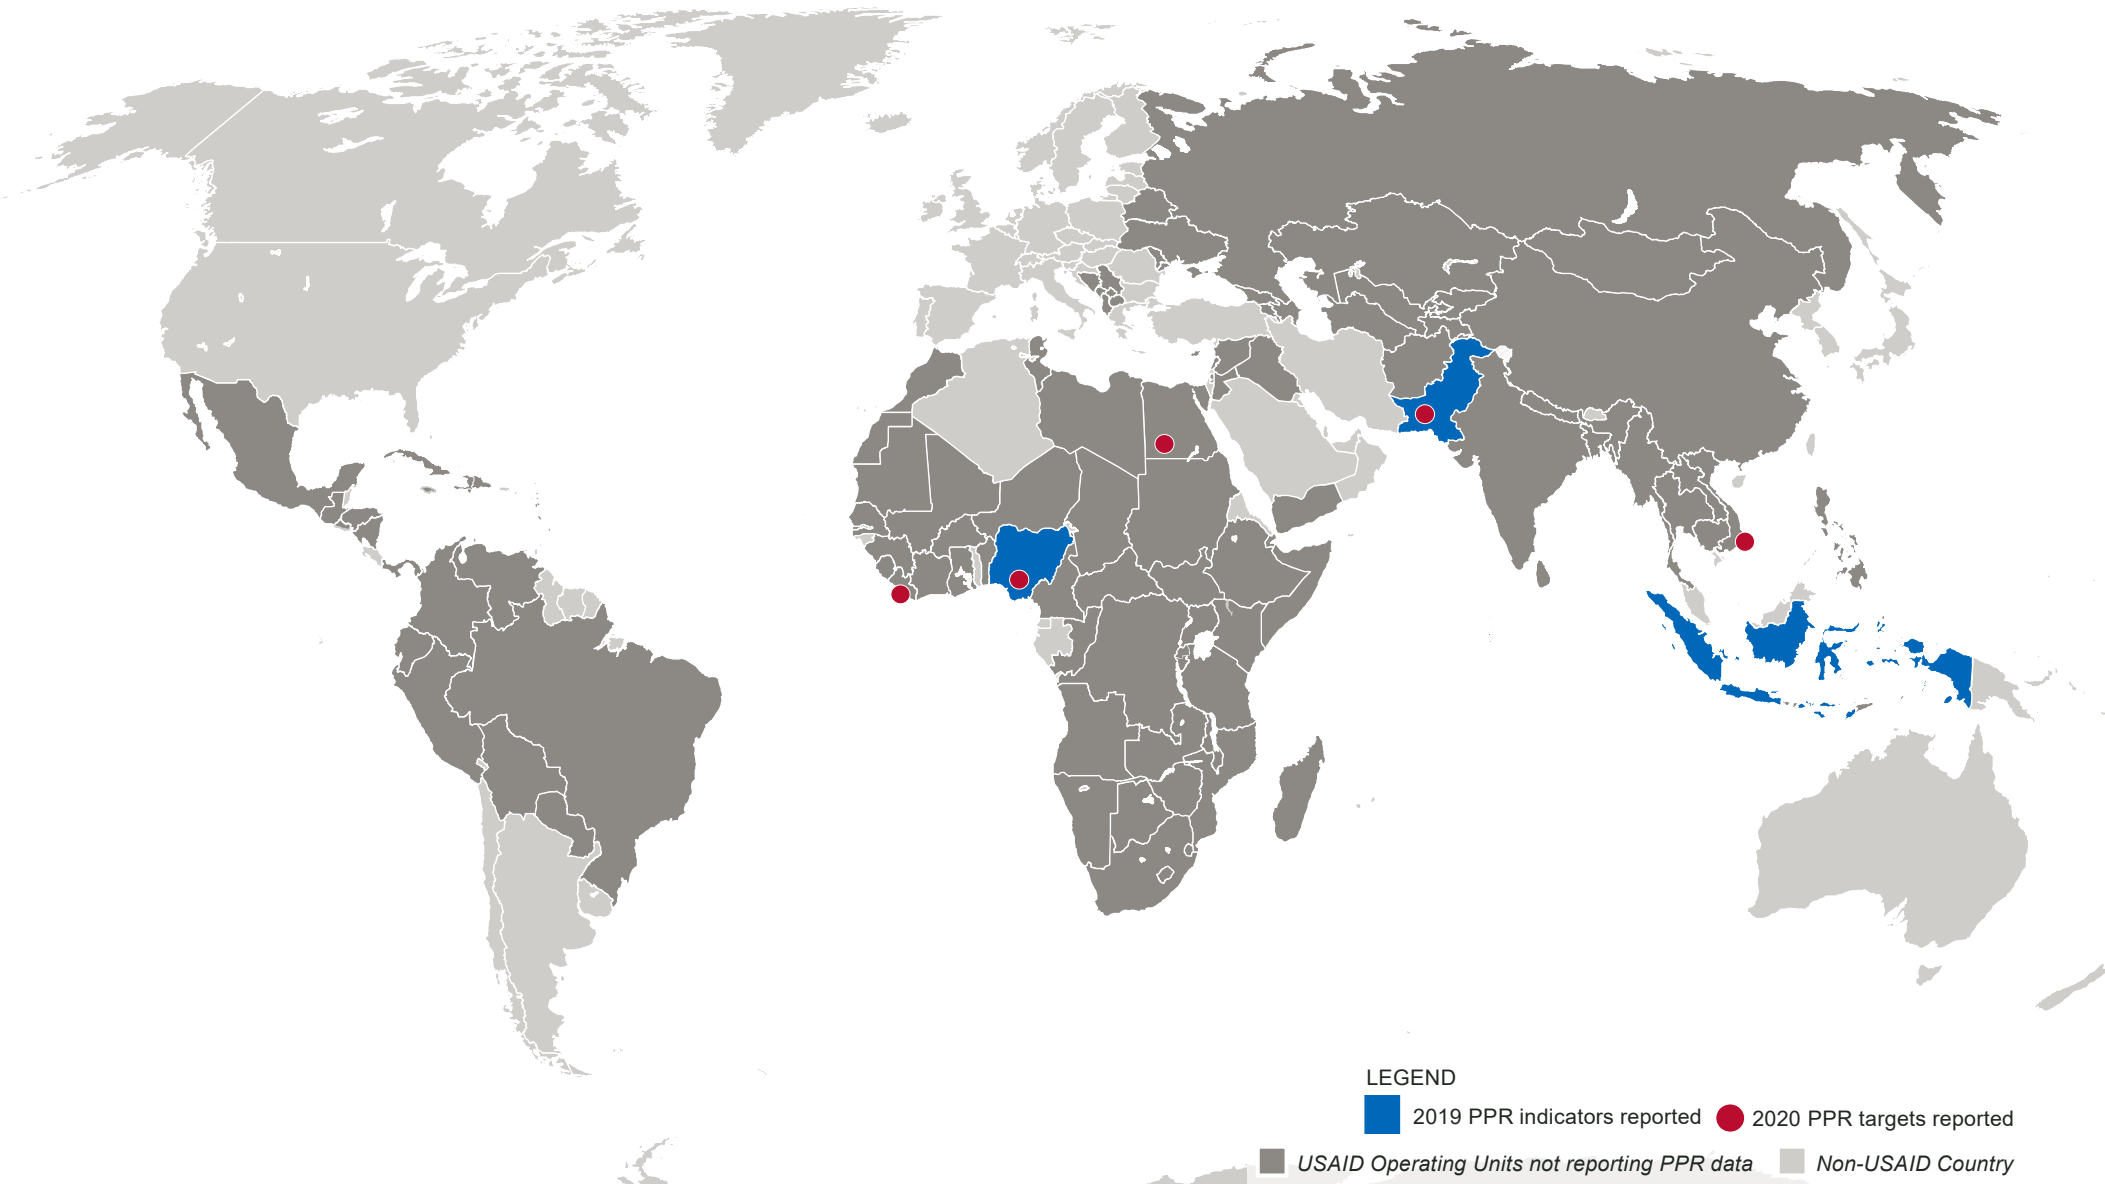 LEGEND
2019 PPR indicators reported
2020 PPR targets reported
USAID Operating Units not reporting PPR data
Non-USAID Country